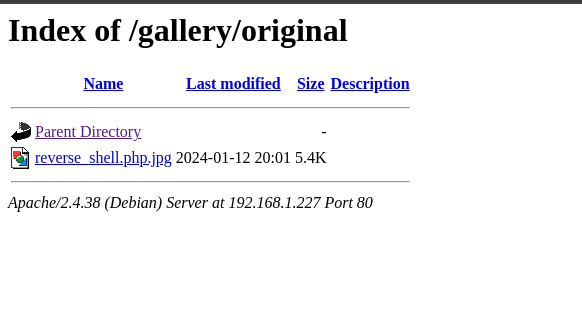 Index of /gallery/original
Name Last modified Size Description
Parent Directory -
reverse_shell.php.jpg 2024-01-12 20:01 5.4K
Apache/2.4.38 (Debian) Server at 192.168.1.227 Port 80